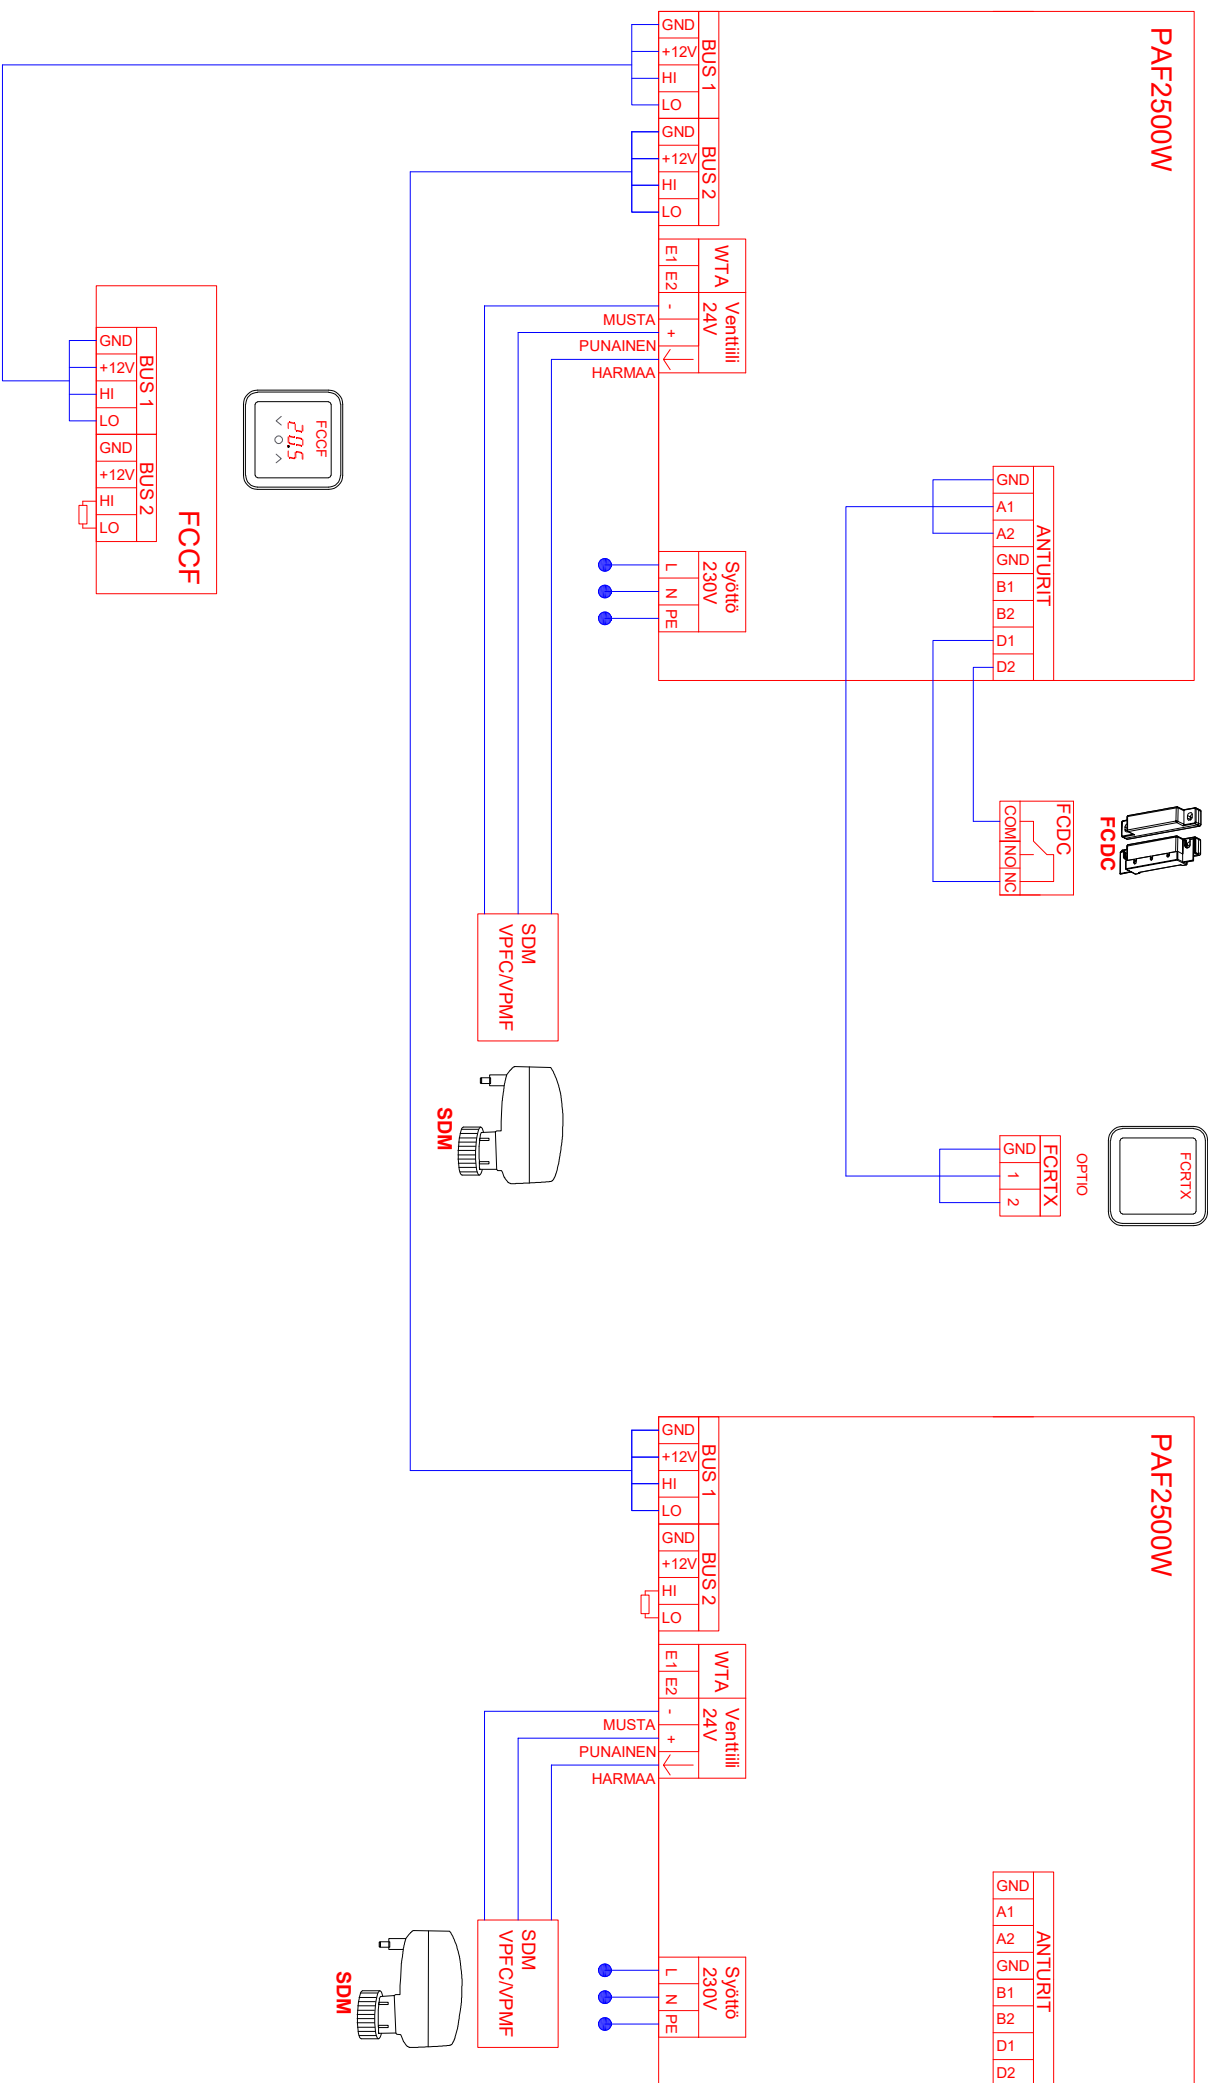 PAF2500W
GND
+12V
HI
LO
BUS 1
GND
+12V
HI
LO
BUS 2
WTA
E1
E2
Venttiili
24V
-
+
MUSTA
PUNAINEN
HARMAA
Syöttö
230V
L
N
PE
GND
A1
A2
GND
B1
B2
D1
D2
ANTURIT
FCDC
COM
NO
NC
FCDC
FCRTX
GND
1
2
OPTIO
FCRTX
SDM
VPFC/VPMF
SDM
FCCF
20.5
GND
+12V
HI
LO
BUS 1
GND
+12V
HI
LO
BUS 2
FCCF
PAF2500W
GND
+12V
HI
LO
BUS 1
GND
+12V
HI
LO
BUS 2
WTA
E1
E2
Venttiili
24V
-
+
MUSTA
PUNAINEN
HARMAA
Syöttö
230V
L
N
PE
GND
A1
A2
GND
B1
B2
D1
D2
ANTURIT
SDM
VPFC/VPMF
SDM